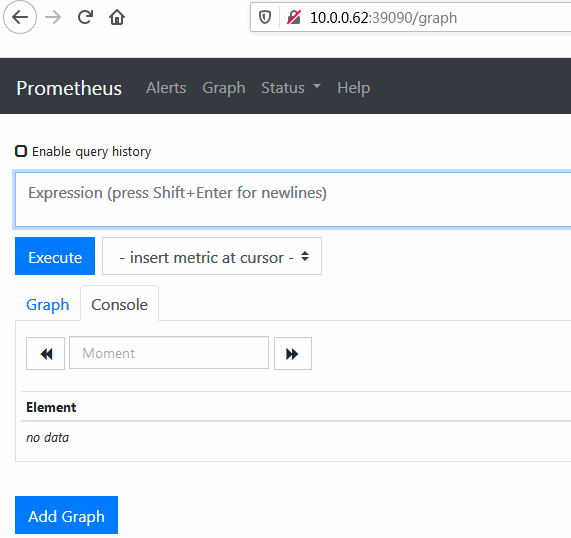 10.0.0.62:39090/graph
Prometheus Alerts Graph Status Help
Enable query history
Expression (press Shift+Enter for newlines)
Execute - insert metric at cursor -
Graph Console
Moment
Element
no data
Add Graph